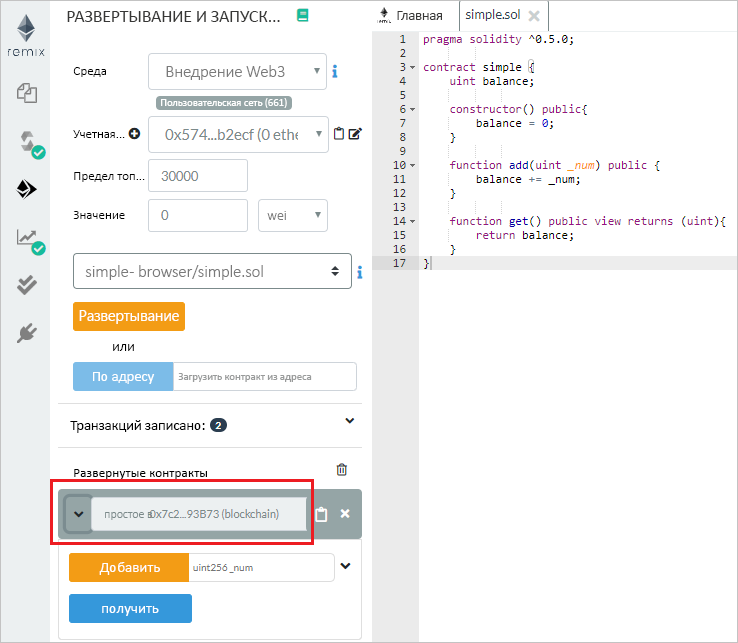 remix
РАЗВЕРТЫВАНИЕ И ЗАПУСК...
Среда
Внедрение Web3
Пользовательская сеть (661)
Учетная...
0x574...b2ecf (0 ethe
Предел топ...
30000
Значение
0
wei
simple- browser/simple.sol
Развертывание
или
По адресу
Загрузить контракт из адреса
Транзакций записано: 2
Развернутые контракты
простое в0x7c2...93B73 (blockchain)
Добавить
uint256 _num
получить
Главная
simple.sol
1 pragma solidity ^0.5.0;
2
3 contract simple {
4 uint balance;
5
6 constructor() public{
7 balance = 0;
8 }
9
10 function add(uint _num) public {
11 balance += _num;
12 }
13
14 function get() public view returns (uint){
15 return balance;
16 }
17 }